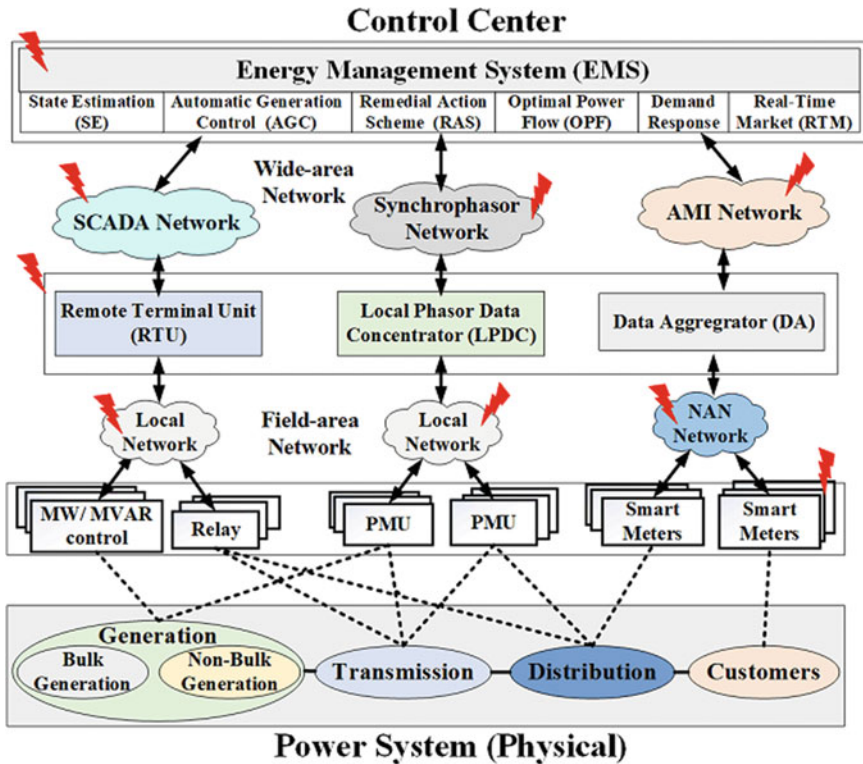 Control Center
Energy Management System (EMS)
State Estimation
(SE)
Automatic Generation
Control (AGC)
Remedial Action
Scheme (RAS)
Optimal Power
Flow (OPF)
Demand
Response
Real-Time
Market (RTM)
Wide-area
Network
SCADA Network
Synchrophasor
Network
AMI Network
Remote Terminal Unit
(RTU)
Local Phasor Data
Concentrator (LPDC)
Data Aggregrator (DA)
Local
Network
Field-area
Network
Local
Network
NAN
Network
MW/ MVAR
control
Relay
PMU
PMU
Smart
Meters
Smart
Meters
Generation
Bulk
Generation
Non-Bulk
Generation
Transmission
Distribution
Customers
Power System (Physical)